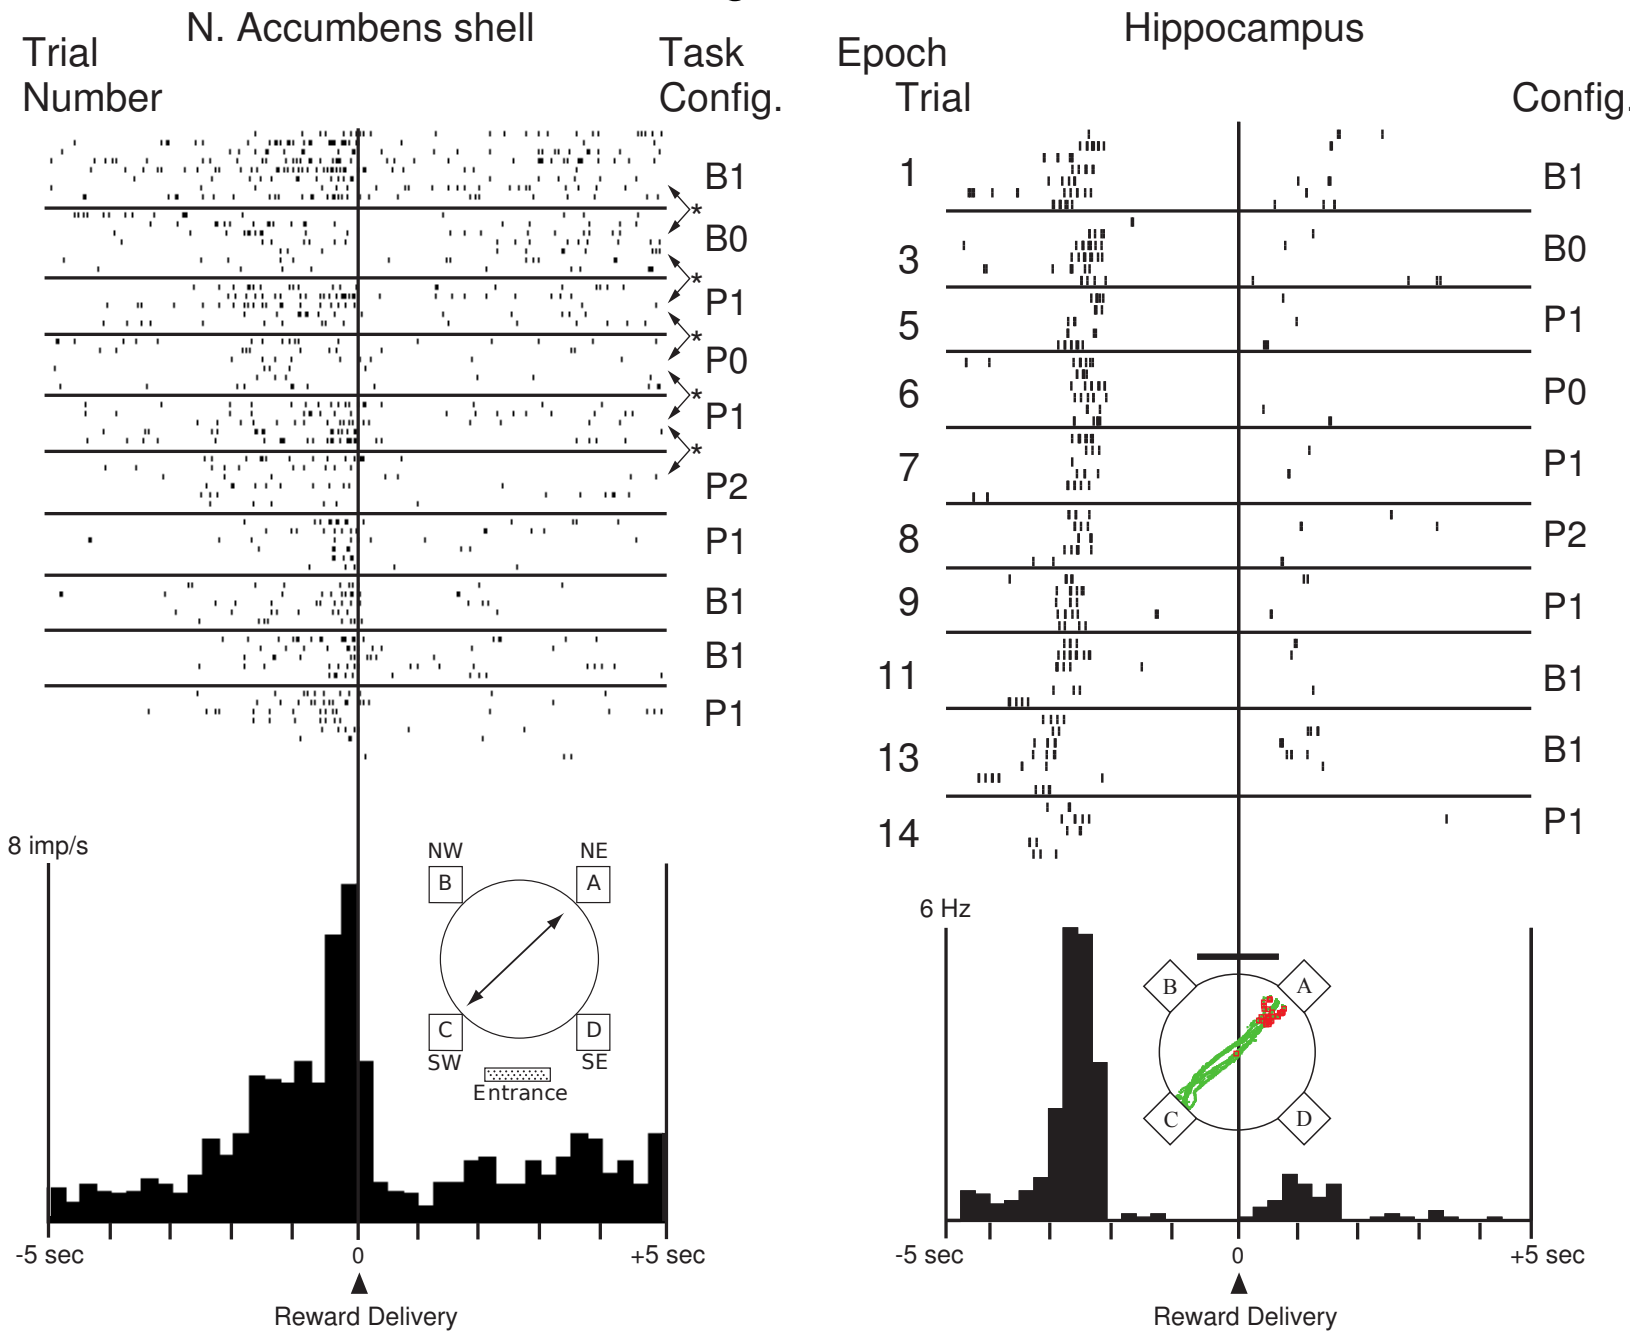 N. Accumbens shell
Trial
Number
Task
Config.
B1
*
B0
*
P1
*
P0
*
P1
*
P2
P1
B1
B1
P1
8 imp/s
NW
NE
B
A
C
D
SW
SE
Entrance
-5 sec
0
+5 sec
Reward Delivery
Hippocampus
Epoch
Trial
Config.
1 B1
3 B0
5 P1
6 P0
7 P1
8 P2
9 P1
11 B1
13 B1
14 P1
6 Hz
B
A
C
D
-5 sec
0
+5 sec
Reward Delivery